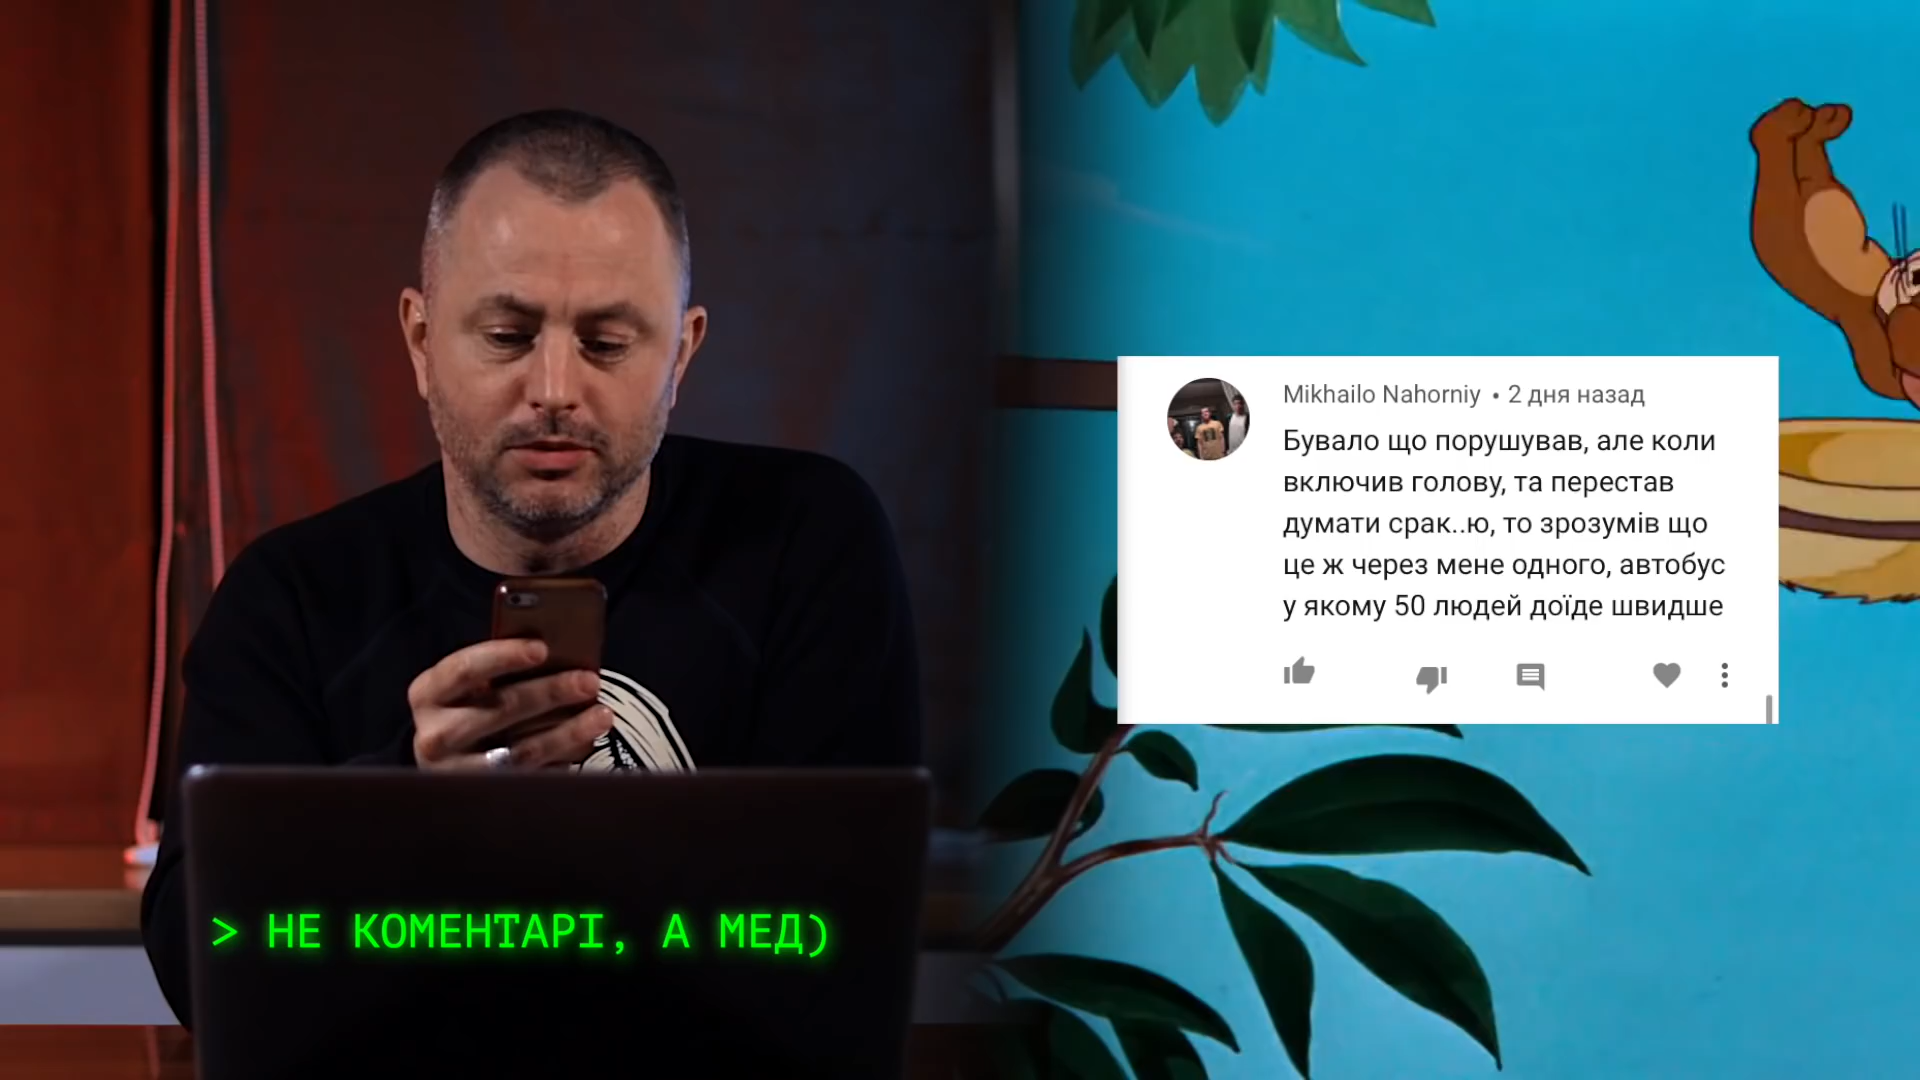 Mikhailo Nahorniy • 2 дня назад
Бувало що порушував, але коли
включив голову, та перестав
думати срак..ю, то зрозумів що
це ж через мене одного, автобус
у якому 50 людей доїде швидше
> НЕ КОМЕНТАРІ, А МЕД)